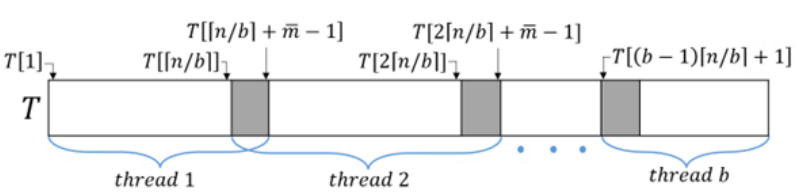 T[⌈n/b⌉ + m̅ − 1] T[2⌈n/b⌉ + m̅ − 1]
T[1] T[⌈n/b⌉] T[2⌈n/b⌉] T[(b − 1)⌈n/b⌉ + 1]
T
thread 1 thread 2 • • • thread b